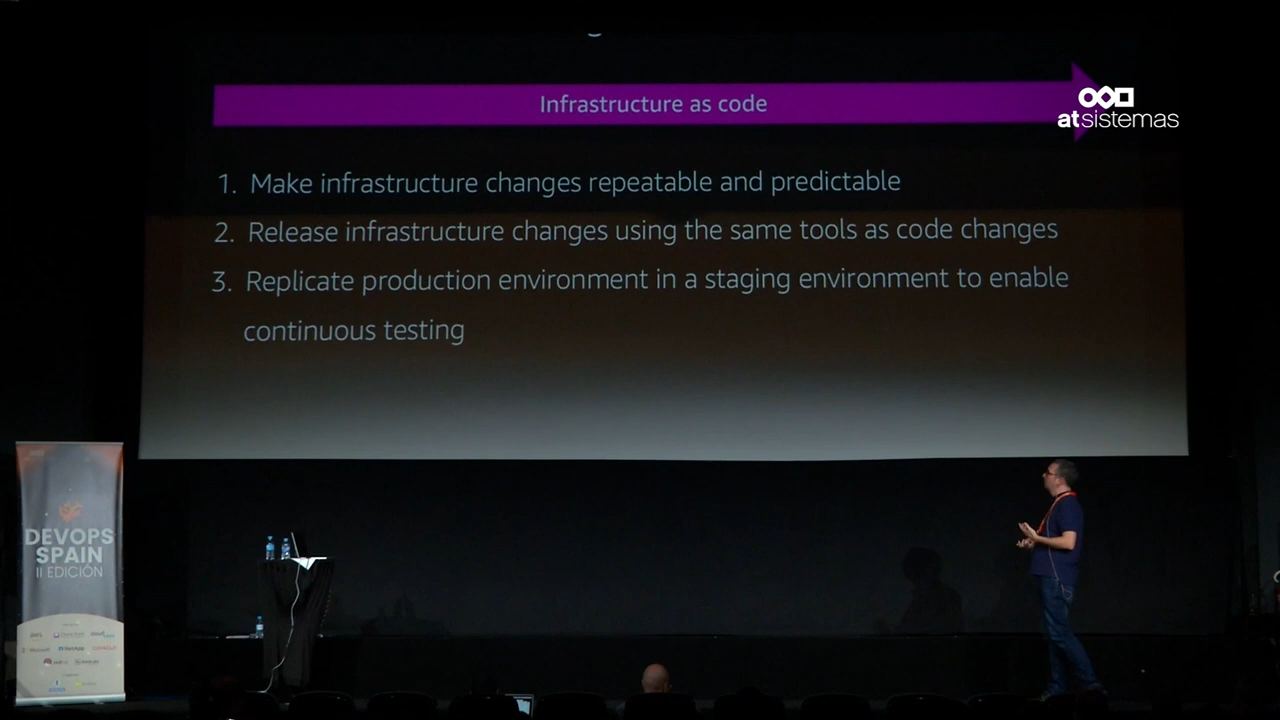 Infrastructure as code
atsistemas
1. Make infrastructure changes repeatable and predictable
2. Release infrastructure changes using the same tools as code changes
3. Replicate production environment in a staging environment to enable
continuous testing
DEVOPS
SPAIN
II EDICIÓN